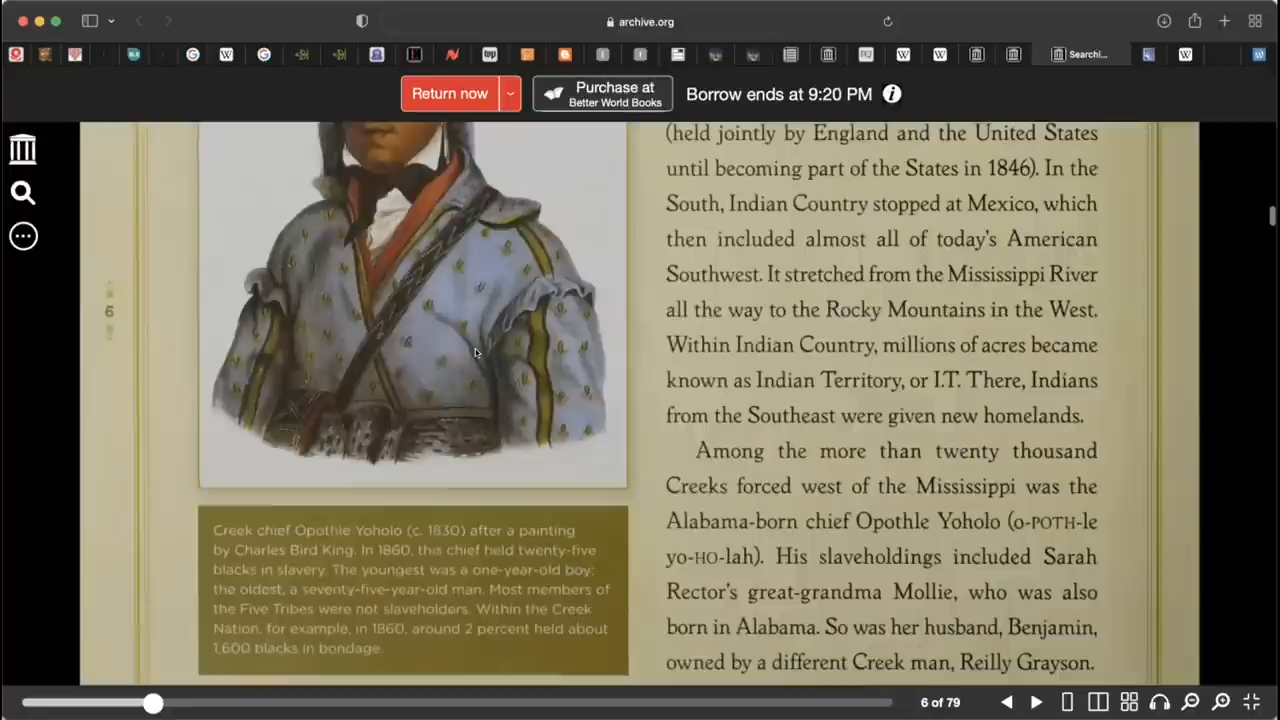 archive.org
Searchi...
Return now
Purchase at
Better World Books
Borrow ends at 9:20 PM
6
Creek chief Opothle Yoholo (c. 1830) after a painting
by Charles Bird King. In 1860, this chief held twenty-five
blacks in slavery. The youngest was a one-year-old boy;
the oldest, a seventy-five-year-old man. Most members of
the Five Tribes were not slaveholders. Within the Creek
Nation, for example, in 1860, around 2 percent held about
1,600 blacks in bondage.
(held jointly by England and the United States
until becoming part of the States in 1846). In the
South, Indian Country stopped at Mexico, which
then included almost all of today's American
Southwest. It stretched from the Mississippi River
all the way to the Rocky Mountains in the West.
Within Indian Country, millions of acres became
known as Indian Territory, or I.T. There, Indians
from the Southeast were given new homelands.
Among the more than twenty thousand
Creeks forced west of the Mississippi was the
Alabama-born chief Opothle Yoholo (o-POTH-le
yo-HO-lah). His slaveholdings included Sarah
Rector's great-grandma Mollie, who was also
born in Alabama. So was her husband, Benjamin,
owned by a different Creek man, Reilly Grayson.
6 of 79